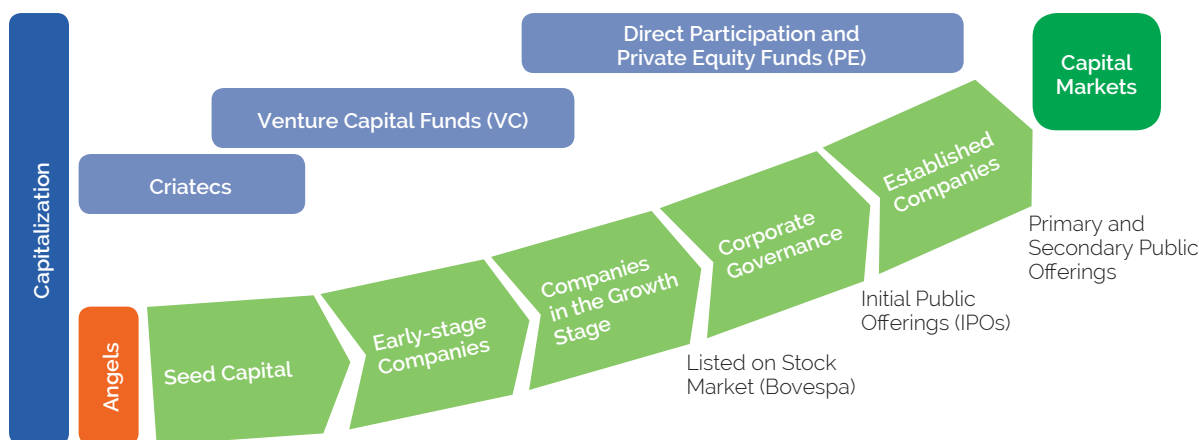 Capitalization
Direct Participation and
Private Equity Funds (PE)
Capital
Markets
Venture Capital Funds (VC)
Criatecs
Angels
Seed Capital
Early-stage
Companies
Companies
in the Growth
Stage
Corporate
Governance
Established
Companies
Listed on Stock
Market (Bovespa)
Initial Public
Offerings (IPOs)
Primary and
Secondary Public
Offerings